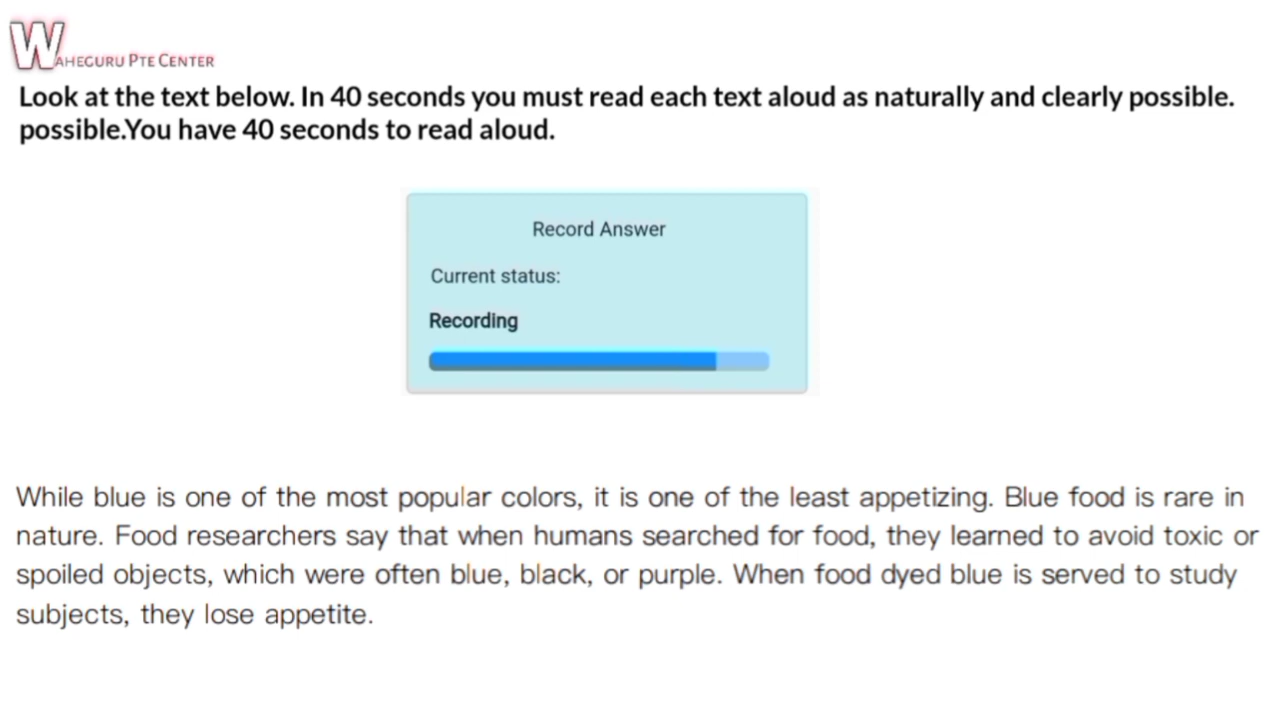 WAHEGURU PTE CENTER
Look at the text below. In 40 seconds you must read each text aloud as naturally and clearly possible.
possible.You have 40 seconds to read aloud.
Record Answer
Current status:
Recording
While blue is one of the most popular colors, it is one of the least appetizing. Blue food is rare in
nature. Food researchers say that when humans searched for food, they learned to avoid toxic or
spoiled objects, which were often blue, black, or purple. When food dyed blue is served to study
subjects, they lose appetite.